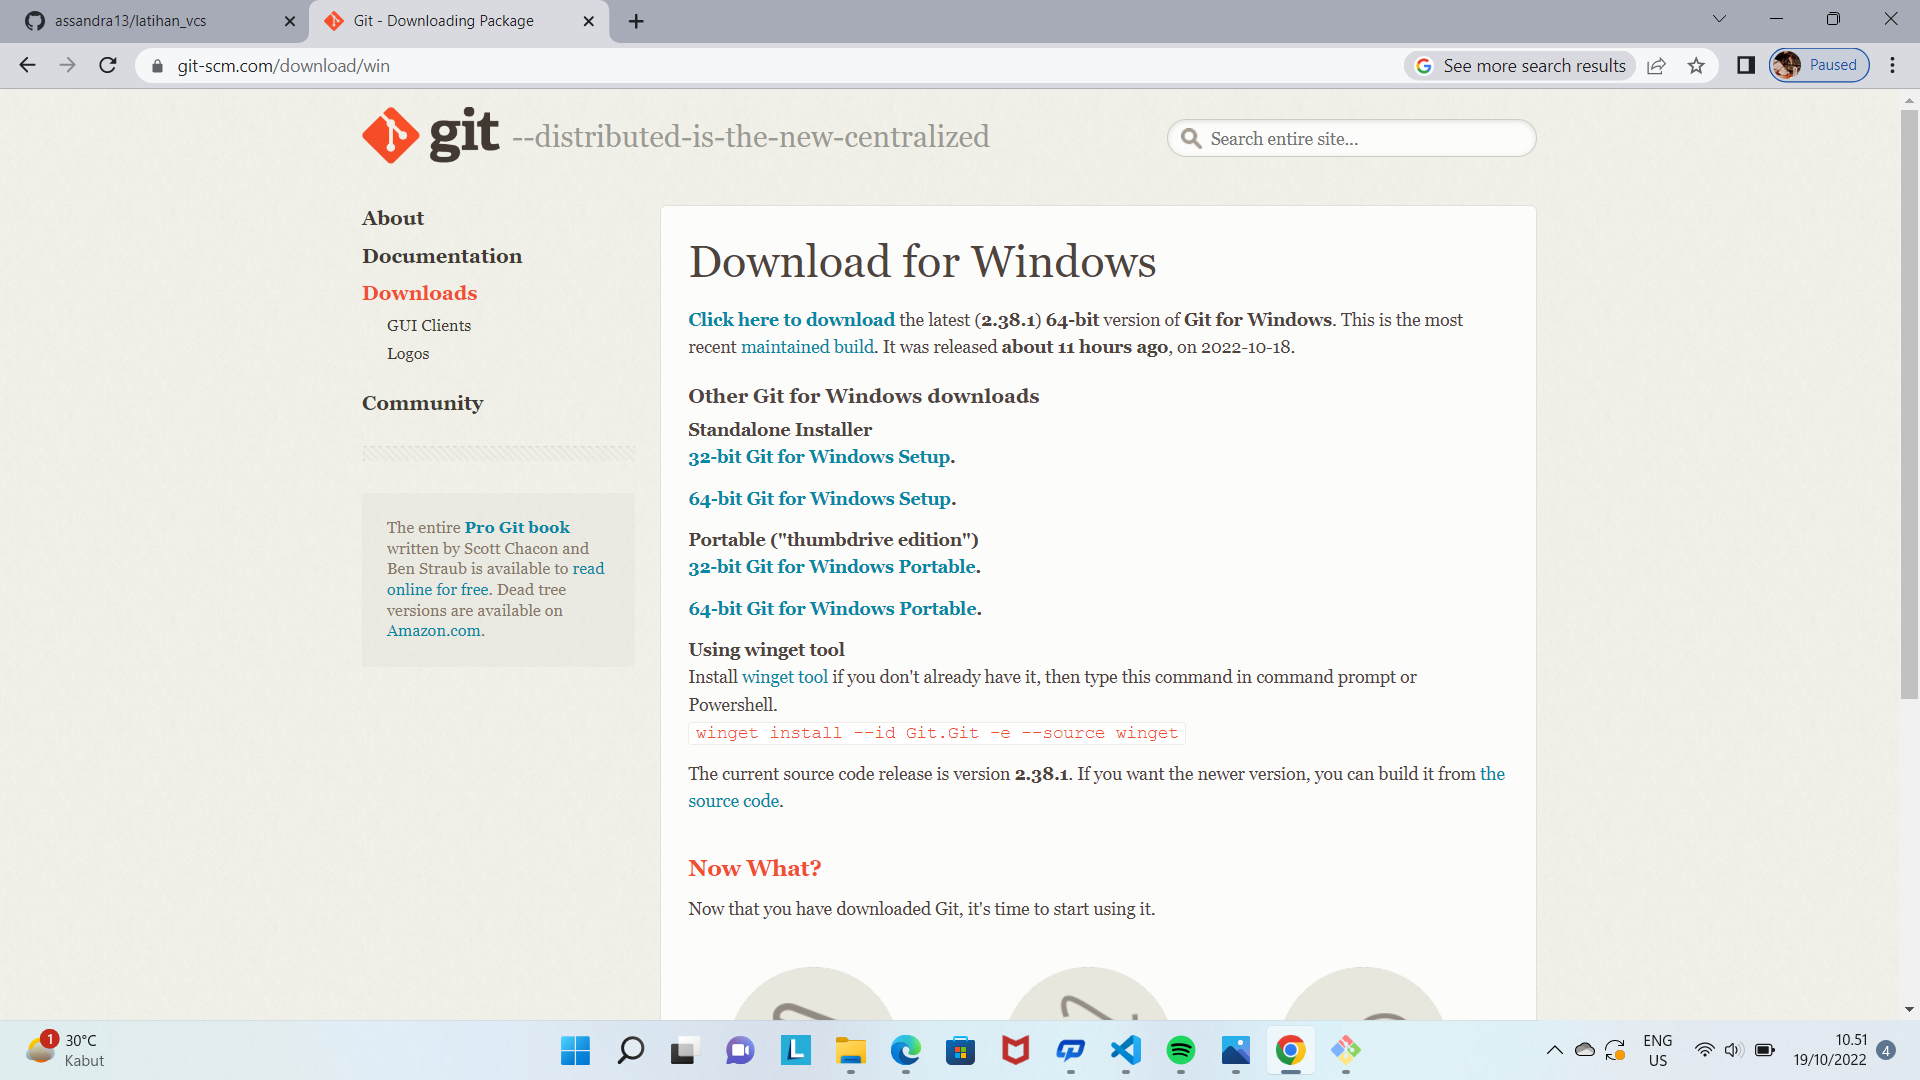 assandra13/latihan_vcs
Git - Downloading Package
git-scm.com/download/win
See more search results
Paused
git --distributed-is-the-new-centralized
Search entire site...
About
Documentation
Downloads
GUI Clients
Logos
Community
The entire Pro Git book
written by Scott Chacon and
Ben Straub is available to read
online for free. Dead tree
versions are available on
Amazon.com.
Download for Windows
Click here to download the latest (2.38.1) 64-bit version of Git for Windows. This is the most
recent maintained build. It was released about 11 hours ago, on 2022-10-18.
Other Git for Windows downloads
Standalone Installer
32-bit Git for Windows Setup.
64-bit Git for Windows Setup.
Portable ("thumbdrive edition")
32-bit Git for Windows Portable.
64-bit Git for Windows Portable.
Using winget tool
Install winget tool if you don't already have it, then type this command in command prompt or
Powershell.
winget install --id Git.Git -e --source winget
The current source code release is version 2.38.1. If you want the newer version, you can build it from the
source code.
Now What?
Now that you have downloaded Git, it's time to start using it.
1
30°C
Kabut
L
ENG
US
10.51
19/10/2022
4